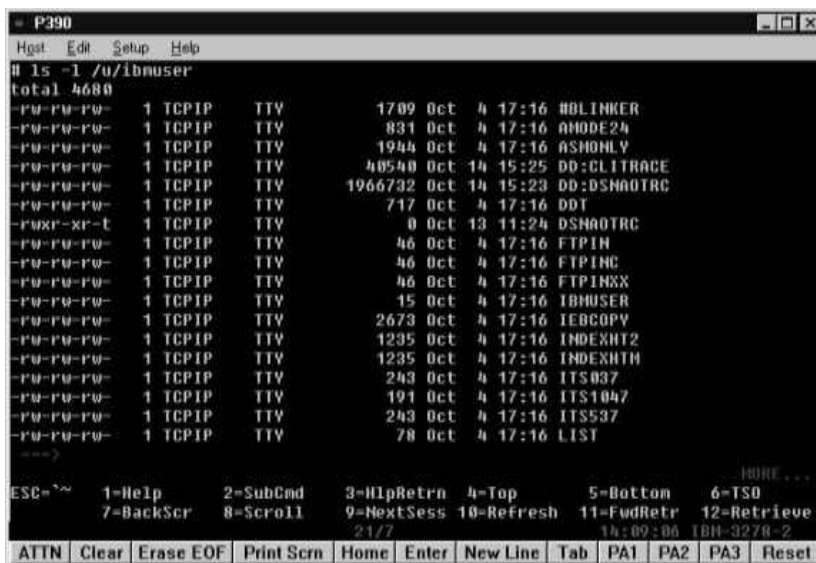 P390
Host Edit Setup Help
# ls -l /u/ibmuser
total 4680
-rw-rw-rw- 1 TCPIP TTY 1709 Oct 4 17:16 #BLINKER
-rw-rw-rw- 1 TCPIP TTY 831 Oct 4 17:16 AMODE24
-rw-rw-rw- 1 TCPIP TTY 1944 Oct 4 17:16 ASMONLY
-rw-rw-rw- 1 TCPIP TTY 40540 Oct 14 15:25 DD:CLITRACE
-rw-rw-rw- 1 TCPIP TTY 1966732 Oct 14 15:23 DD:DSNAOTRC
-rw-rw-rw- 1 TCPIP TTY 717 Oct 4 17:16 DDT
-rwxr-xr-t 1 TCPIP TTY 0 Oct 13 11:24 DSNAOTRC
-rw-rw-rw- 1 TCPIP TTY 46 Oct 4 17:16 FTPIN
-rw-rw-rw- 1 TCPIP TTY 46 Oct 4 17:16 FTPINC
-rw-rw-rw- 1 TCPIP TTY 46 Oct 4 17:16 FTPINXX
-rw-rw-rw- 1 TCPIP TTY 15 Oct 4 17:16 IBMUSER
-rw-rw-rw- 1 TCPIP TTY 2673 Oct 4 17:16 IEBCOPY
-rw-rw-rw- 1 TCPIP TTY 1235 Oct 4 17:16 INDEXHT2
-rw-rw-rw- 1 TCPIP TTY 1235 Oct 4 17:16 INDEXHTM
-rw-rw-rw- 1 TCPIP TTY 243 Oct 4 17:16 ITS037
-rw-rw-rw- 1 TCPIP TTY 191 Oct 4 17:16 ITS1047
-rw-rw-rw- 1 TCPIP TTY 243 Oct 4 17:16 ITS537
-rw-rw-rw- 1 TCPIP TTY 78 Oct 4 17:16 LIST
===>
MORE...
ESC=`~ 1=Help 2=SubCmd 3=HlpRetrn 4=Top 5=Bottom 6=TSO
7=BackScr 8=Scroll 9=NextSess 10=Refresh 11=FwdRetr 12=Retrieve
21/7 14:09:06 IBM-3278-2
ATTN Clear Erase EOF Print Scrn Home Enter New Line Tab PA1 PA2 PA3 Reset